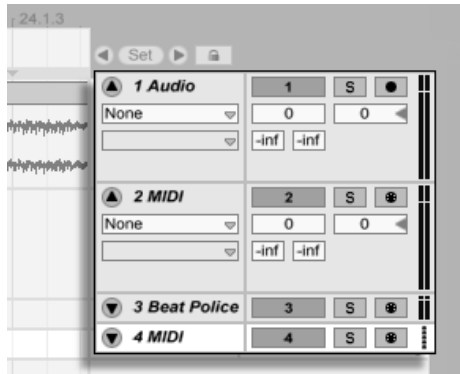 24.1.3
Set
1 Audio 1 S
None 0 0
-inf -inf
2 MIDI 2 S
None 0 0
-inf -inf
3 Beat Police 3 S
4 MIDI 4 S